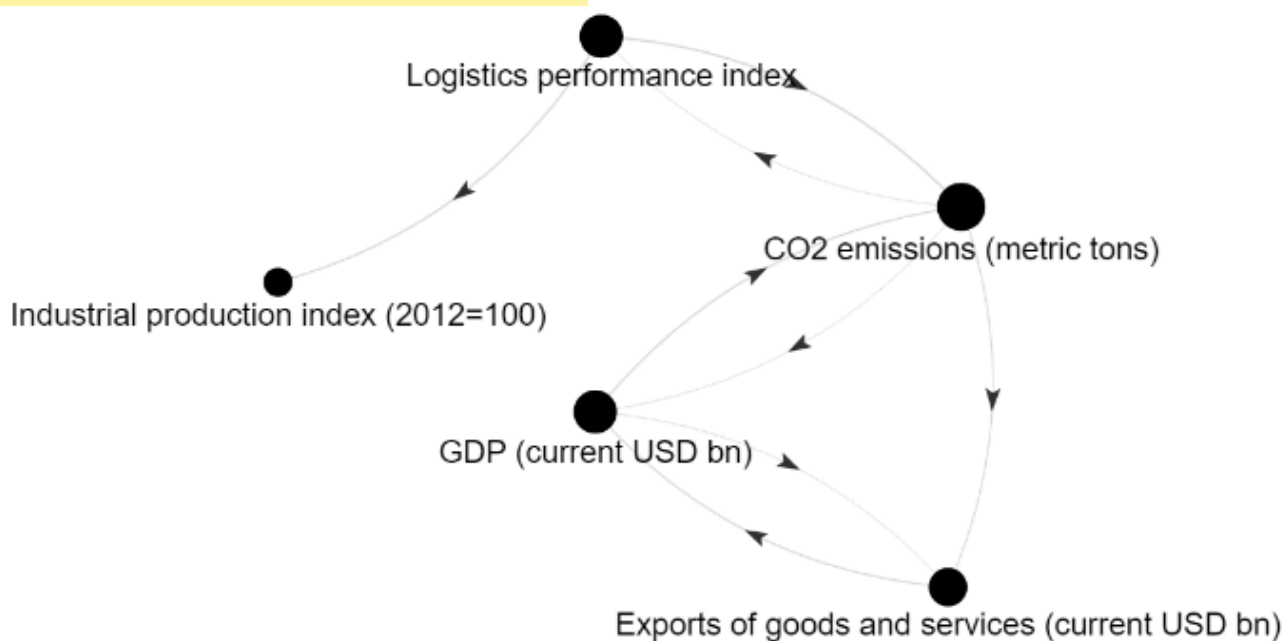 Logistics performance index
CO2 emissions (metric tons)
Industrial production index (2012=100)
GDP (current USD bn)
Exports of goods and services (current USD bn)